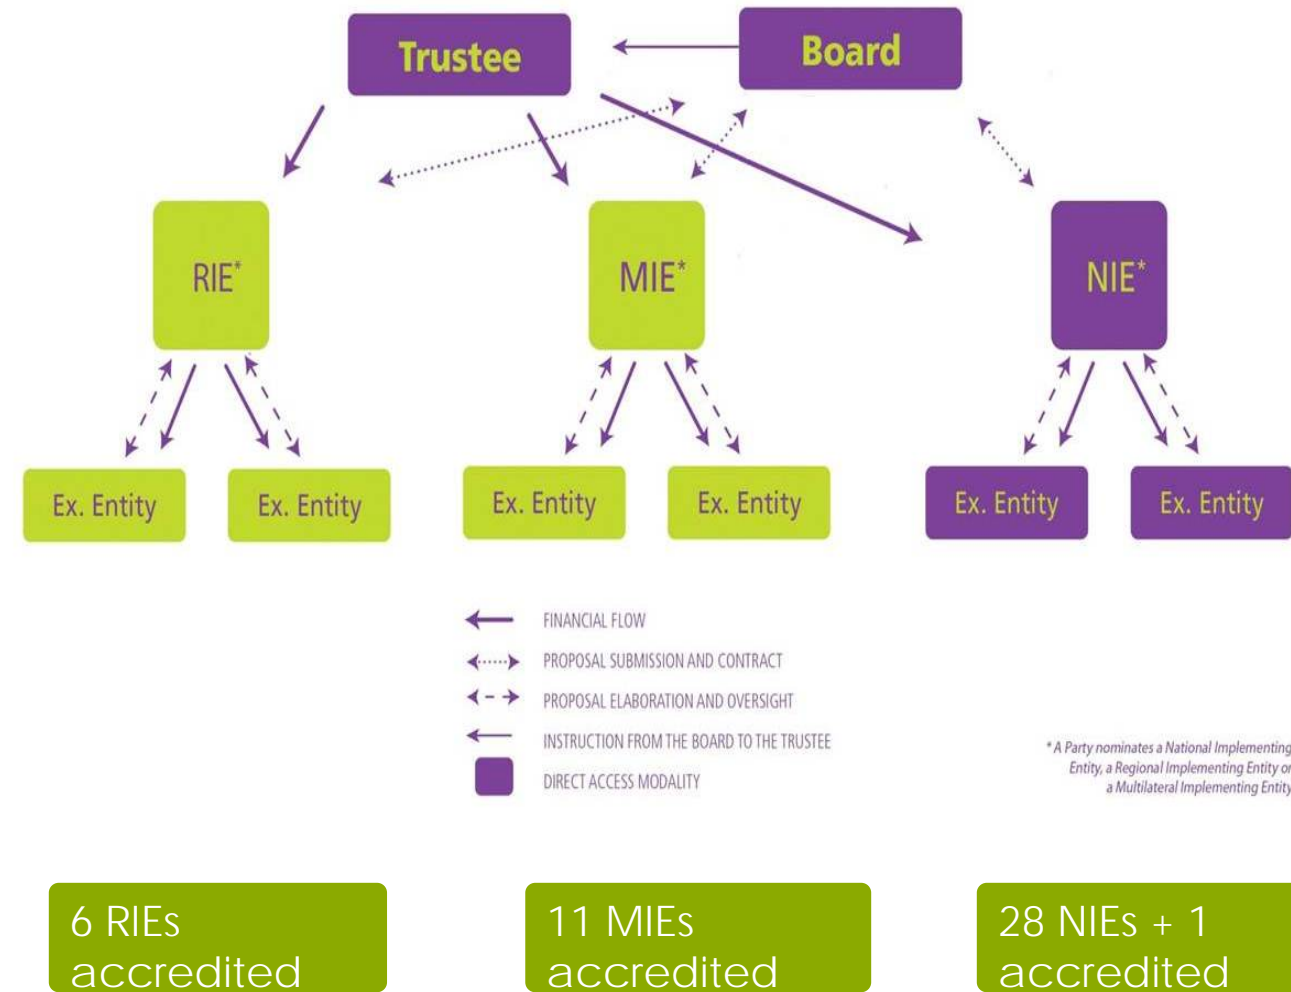 Trustee
Board
RIE*
MIE*
NIE*
Ex. Entity
Ex. Entity
Ex. Entity
Ex. Entity
Ex. Entity
Ex. Entity
FINANCIAL FLOW
PROPOSAL SUBMISSION AND CONTRACT
PROPOSAL ELABORATION AND OVERSIGHT
INSTRUCTION FROM THE BOARD TO THE TRUSTEE
DIRECT ACCESS MODALITY
* A Party nominates a National Implementing
Entity, a Regional Implementing Entity or
a Multilateral Implementing Entity
6 RIEs
accredited
11 MIEs
accredited
28 NIEs + 1
accredited